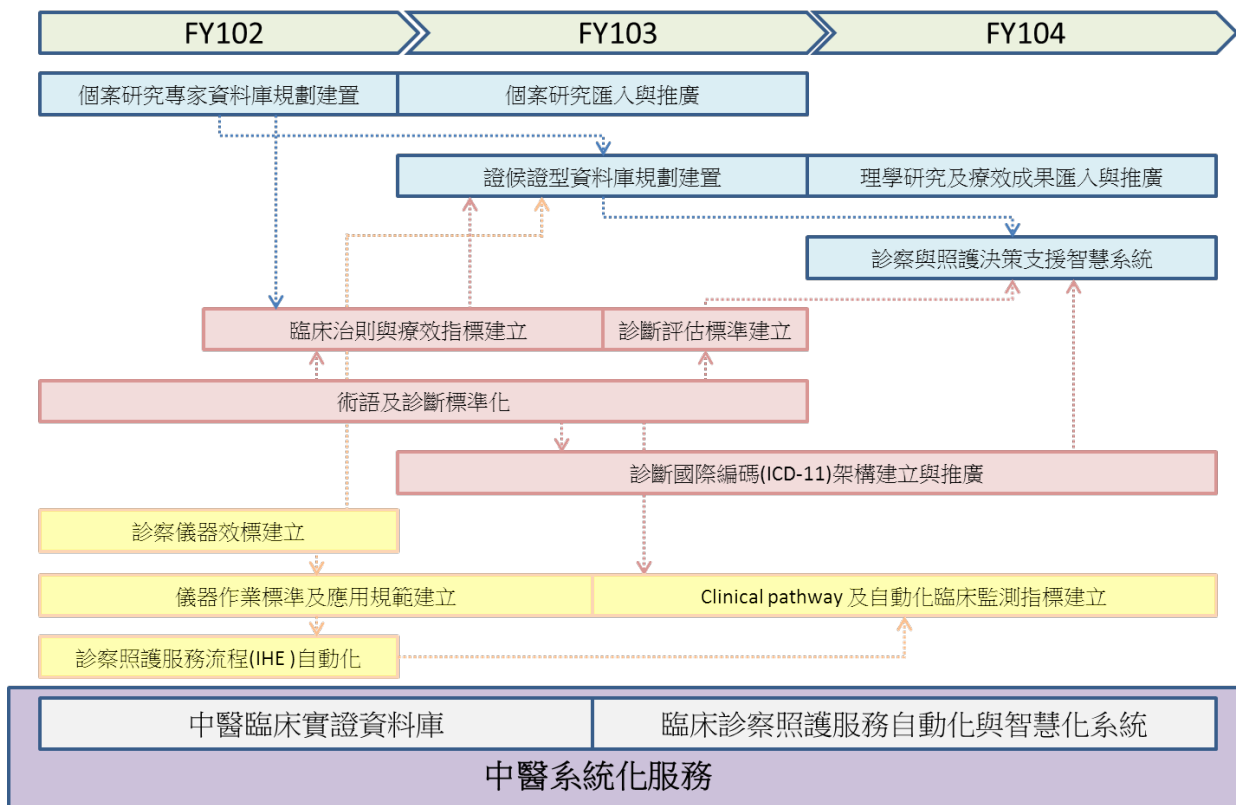 FY102
FY103
FY104
個案研究專家資料庫規劃建置
個案研究匯入與推廣
證候證型資料庫規劃建置
理學研究及療效成果匯入與推廣
診察與照護決策支援智慧系統
臨床治則與療效指標建立
診斷評估標準建立
術語及診斷標準化
診斷國際編碼(ICD-11)架構建立與推廣
診察儀器效標建立
儀器作業標準及應用規範建立
Clinical pathway 及自動化臨床監測指標建立
診察照護服務流程(IHE )自動化
中醫臨床實證資料庫
臨床診察照護服務自動化與智慧化系統
中醫系統化服務